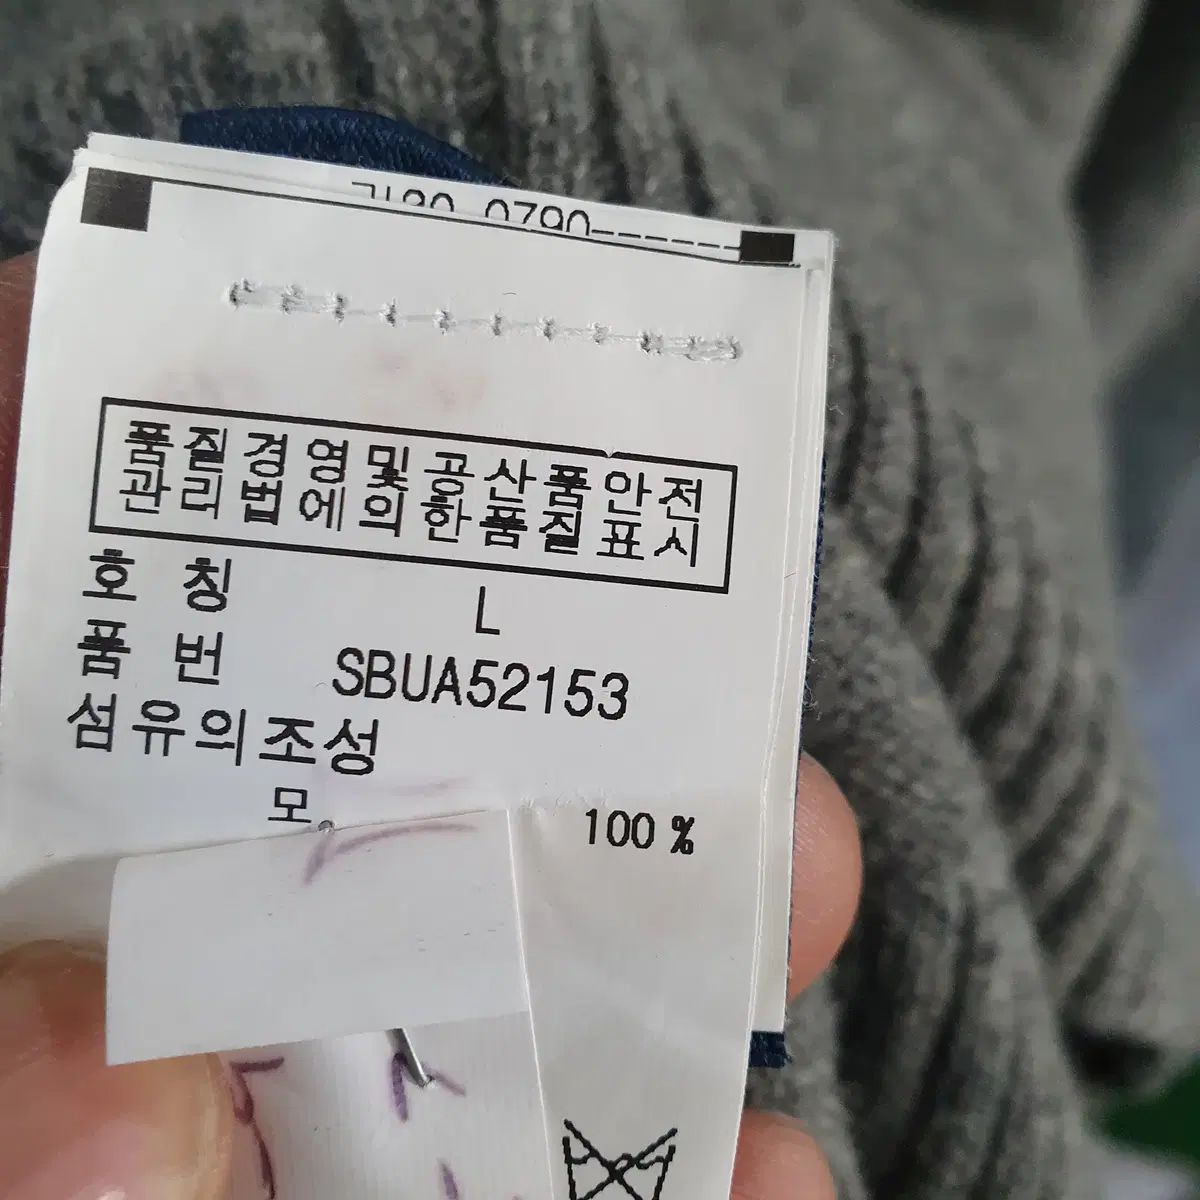 품질경영및공산품안전
관리법에의한품질표시
호 칭 L
품 번 SBUA52153
섬유의조성
모 100 %